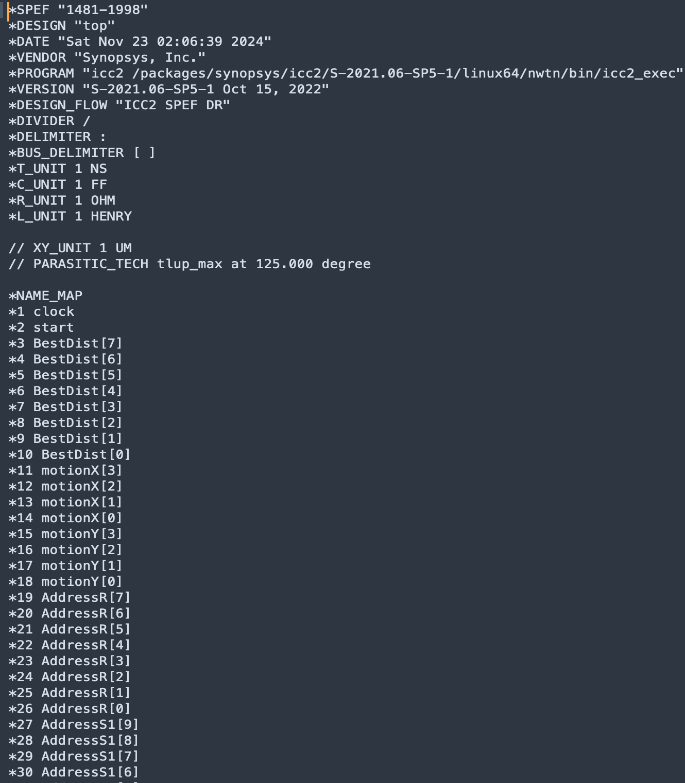 *SPEF "1481-1998"
*DESIGN "top"
*DATE "Sat Nov 23 02:06:39 2024"
*VENDOR "Synopsys, Inc."
*PROGRAM "icc2 /packages/synopsys/icc2/S-2021.06-SP5-1/linux64/nwtn/bin/icc2_exec"
*VERSION "S-2021.06-SP5-1 Oct 15, 2022"
*DESIGN_FLOW "ICC2 SPEF DR"
*DIVIDER /
*DELIMITER :
*BUS_DELIMITER [ ]
*T_UNIT 1 NS
*C_UNIT 1 FF
*R_UNIT 1 OHM
*L_UNIT 1 HENRY
// XY_UNIT 1 UM
// PARASITIC_TECH tlup_max at 125.000 degree
*NAME_MAP
*1 clock
*2 start
*3 BestDist[7]
*4 BestDist[6]
*5 BestDist[5]
*6 BestDist[4]
*7 BestDist[3]
*8 BestDist[2]
*9 BestDist[1]
*10 BestDist[0]
*11 motionX[3]
*12 motionX[2]
*13 motionX[1]
*14 motionX[0]
*15 motionY[3]
*16 motionY[2]
*17 motionY[1]
*18 motionY[0]
*19 AddressR[7]
*20 AddressR[6]
*21 AddressR[5]
*22 AddressR[4]
*23 AddressR[3]
*24 AddressR[2]
*25 AddressR[1]
*26 AddressR[0]
*27 AddressS1[9]
*28 AddressS1[8]
*29 AddressS1[7]
*30 AddressS1[6]